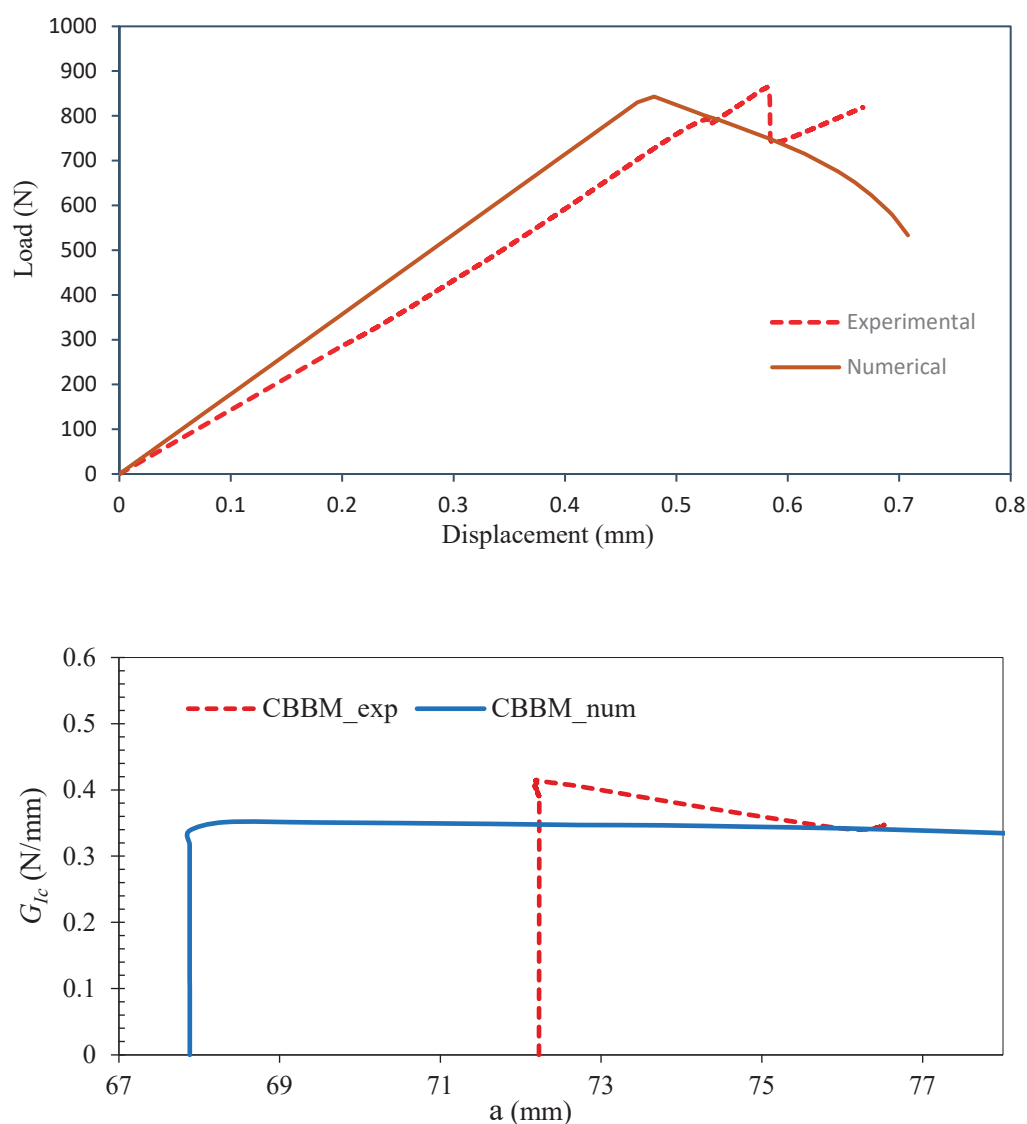 1000
900
800
700
600
500
400
300
200
100
0
Load (N)
Experimental
Numerical
0 0.1 0.2 0.3 0.4 0.5 0.6 0.7 0.8
Displacement (mm)
0.6
0.5
0.4
0.3
0.2
0.1
0
G_Ic (N/mm)
CBBM_exp CBBM_num
67 69 71 73 75 77
a (mm)